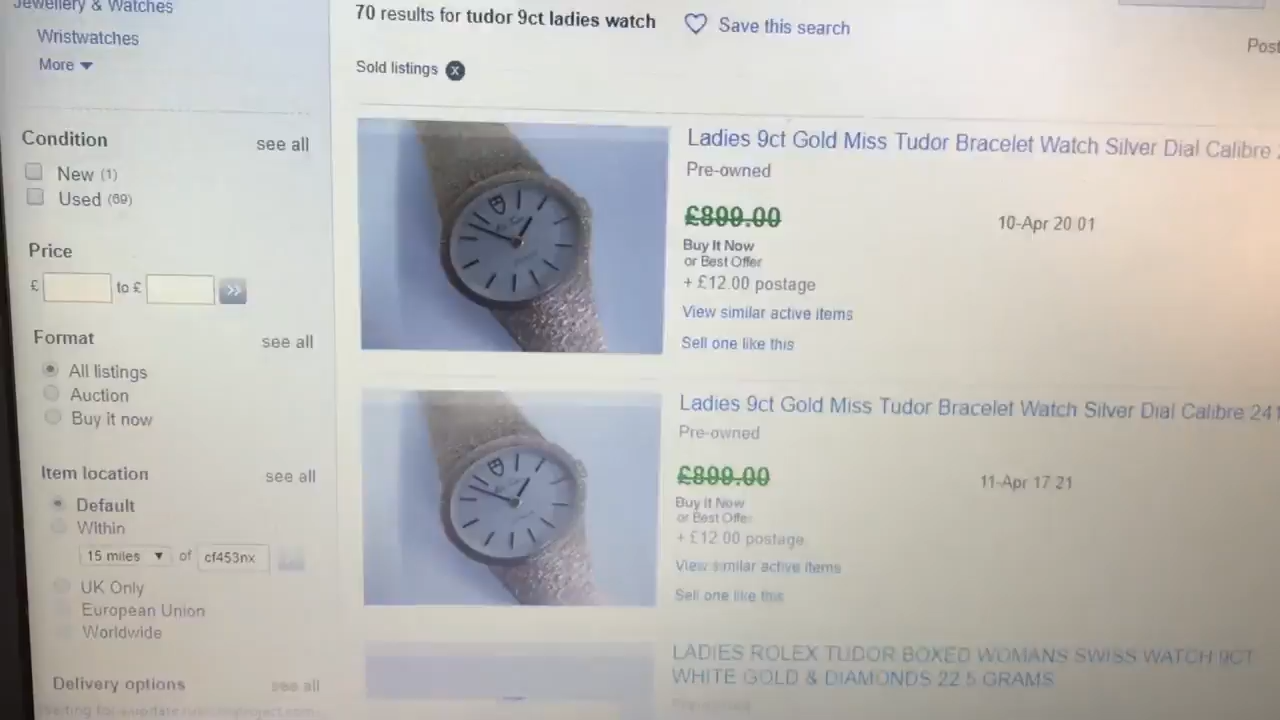 Jewellery & Watches
Wristwatches
More
Condition
see all
New (1)
Used (69)
Price
£ to £
Format
see all
All listings
Auction
Buy it now
Item location
see all
Default
Within
15 miles of cf453nx
UK Only
European Union
Worldwide
Delivery options
see all
70 results for tudor 9ct ladies watch
Save this search
Post
Sold listings
Ladies 9ct Gold Miss Tudor Bracelet Watch Silver Dial Calibre
Pre-owned
£899.00
10-Apr 20:01
Buy It Now
or Best Offer
+ £12.00 postage
View similar active items
Sell one like this
Ladies 9ct Gold Miss Tudor Bracelet Watch Silver Dial Calibre 241
Pre-owned
£899.00
11-Apr 17:21
Buy It Now
or Best Offer
+ £12.00 postage
View similar active items
Sell one like this
LADIES ROLEX TUDOR BOXED WOMANS SWISS WATCH 9CT
WHITE GOLD & DIAMONDS 22.5 GRAMS
Pre-owned